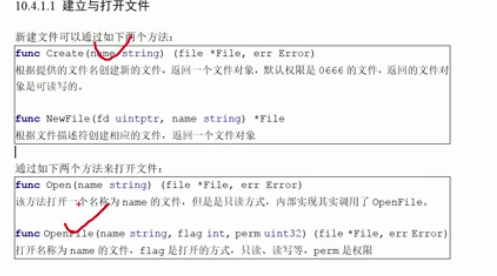 10.4.1.1 建立与打开文件
新建文件可以通过如下两个方法：
func Create(name string) (file *File, err Error)
根据提供的文件名创建新的文件，返回一个文件对象，默认权限是 0666 的文件，返回的文件对
象是可读写的。
func NewFile(fd uintptr, name string) *File
根据文件描述符创建相应的文件，返回一个文件对象
通过如下两个方法来打开文件：
func Open(name string) (file *File, err Error)
该方法打开一个名称为 name 的文件，但是是只读方式，内部实现其实调用了 OpenFile。
func OpenFile(name string, flag int, perm uint32) (file *File, err Error)
打开名称为 name 的文件，flag 是打开的方式，只读、读写等，perm 是权限